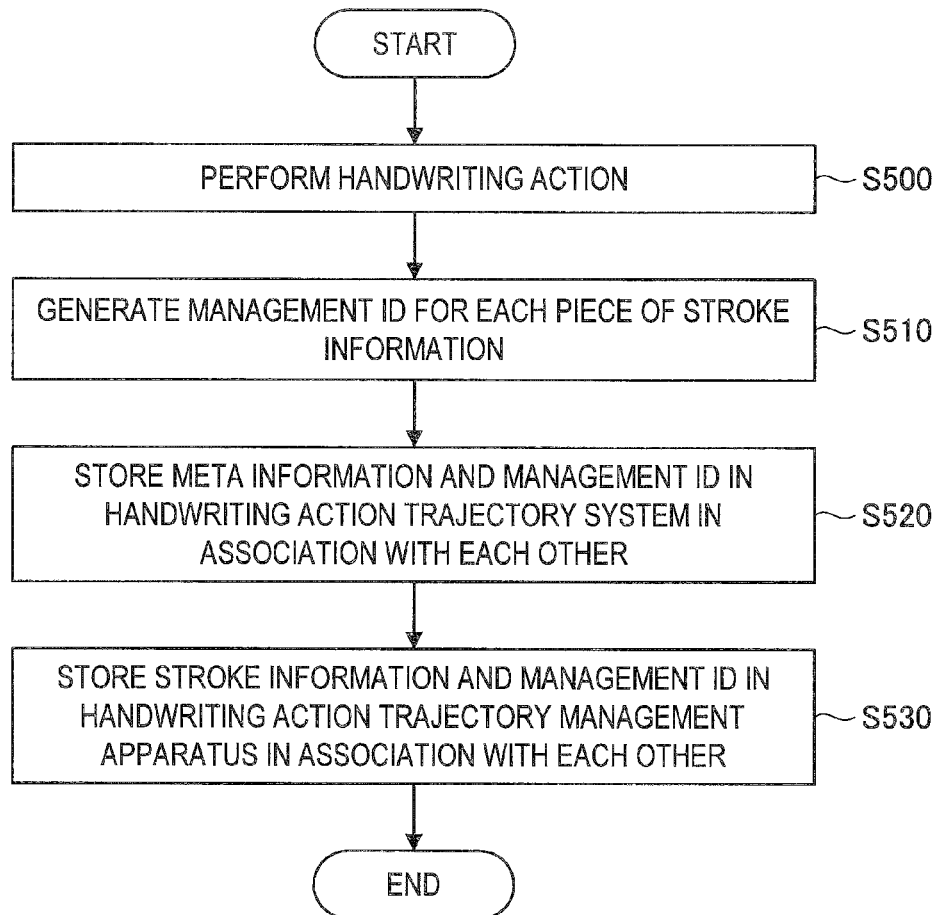 START
PERFORM HANDWRITING ACTION
S500
GENERATE MANAGEMENT ID FOR EACH PIECE OF STROKE
INFORMATION
S510
STORE META INFORMATION AND MANAGEMENT ID IN
HANDWRITING ACTION TRAJECTORY SYSTEM IN
ASSOCIATION WITH EACH OTHER
S520
STORE STROKE INFORMATION AND MANAGEMENT ID IN
HANDWRITING ACTION TRAJECTORY MANAGEMENT
APPARATUS IN ASSOCIATION WITH EACH OTHER
S530
END